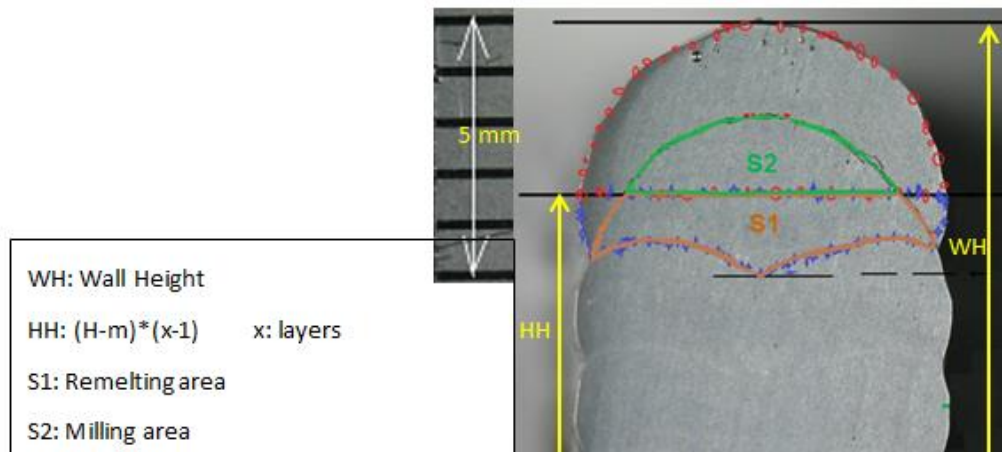 5 mm
S2
S1
WH
HH
WH: Wall Height
HH: (H-m)*(x-1) x: layers
S1: Remelting area
S2: Milling area